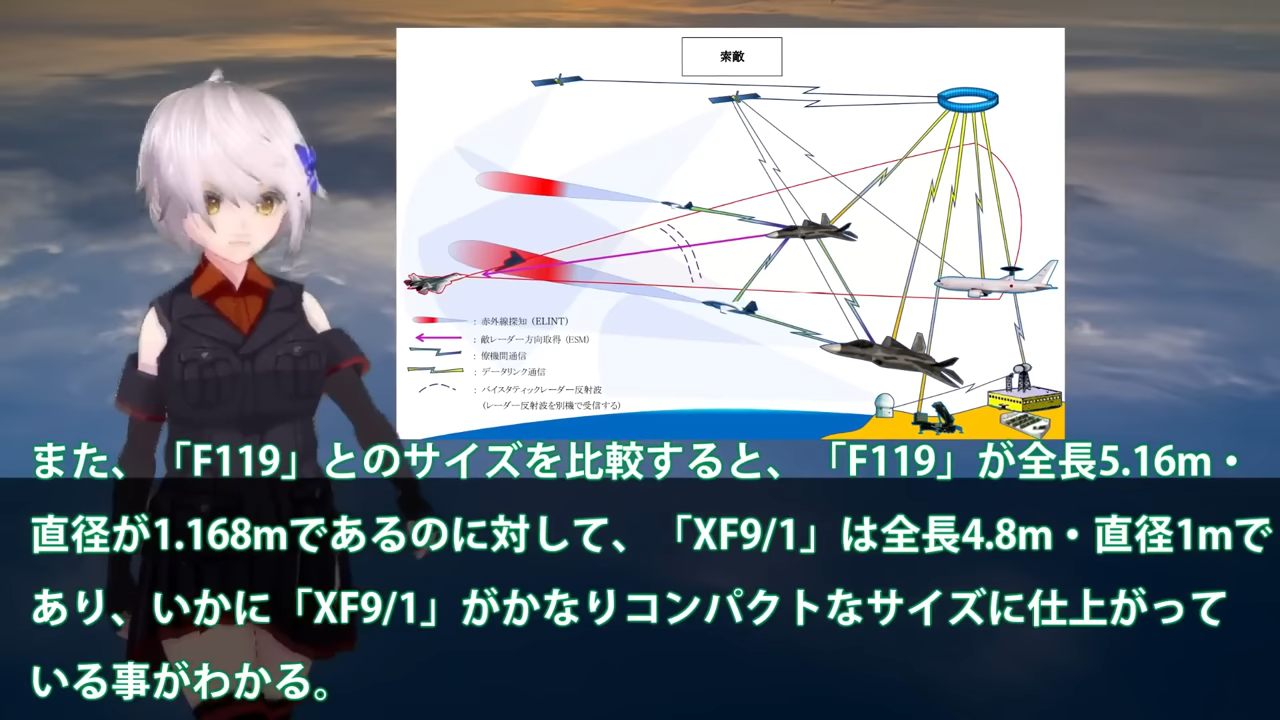 索敵
：赤外線探知（ELINT）
：敵レーダー方向取得（ESM）
：僚機間通信
：データリンク通信
：バイスタティックレーダー反射波
（レーダー反射波を別機で受信する）
また、「F119」とのサイズを比較すると、「F119」が全長5.16m・
直径が1.168mであるのに対して、「XF9/1」は全長4.8m・直径1mで
あり、いかに「XF9/1」がかなりコンパクトなサイズに仕上がって
いる事がわかる。